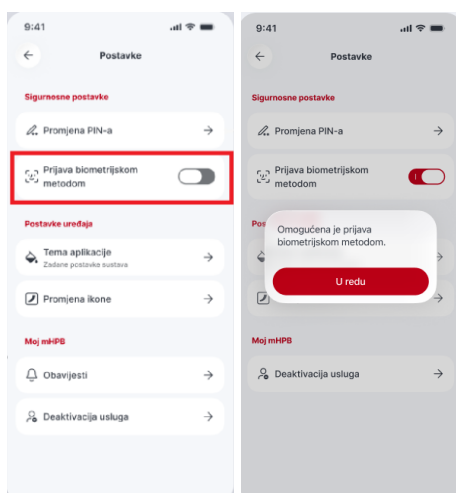 9:41
Postavke
Sigurnosne postavke
Promjena PIN-a
Prijava biometrijskom
metodom
Postavke uređaja
Tema aplikacije
Zadane postavke sustava
Promjena ikone
Moj mHPB
Obavijesti
Deaktivacija usluga
9:41
Postavke
Sigurnosne postavke
Promjena PIN-a
Prijava biometrijskom
metodom
Pos
Omogućena je prijava
biometrijskom metodom.
U redu
Moj mHPB
Deaktivacija usluga